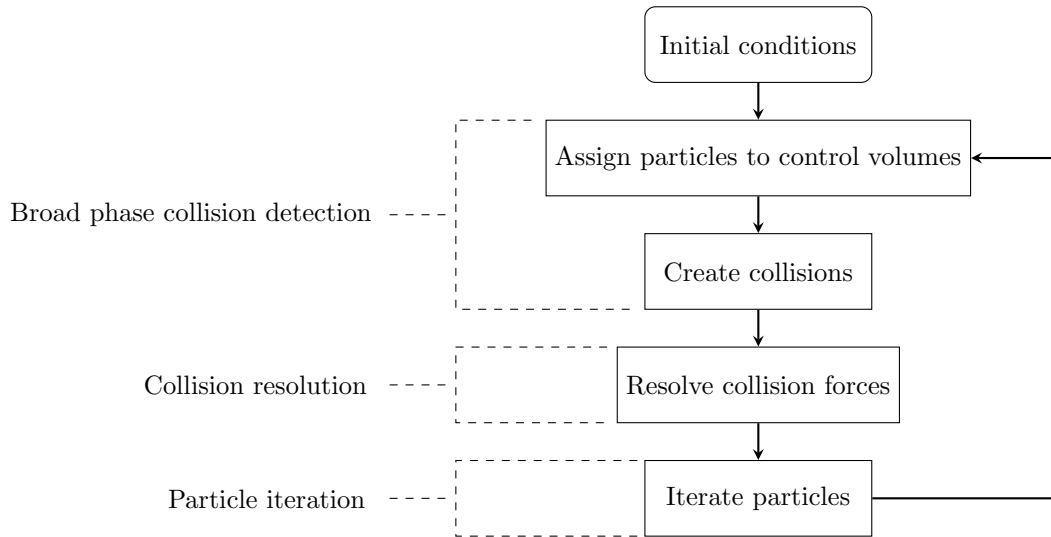 Initial conditions
Assign particles to control volumes
Broad phase collision detection
Create collisions
Collision resolution
Resolve collision forces
Particle iteration
Iterate particles